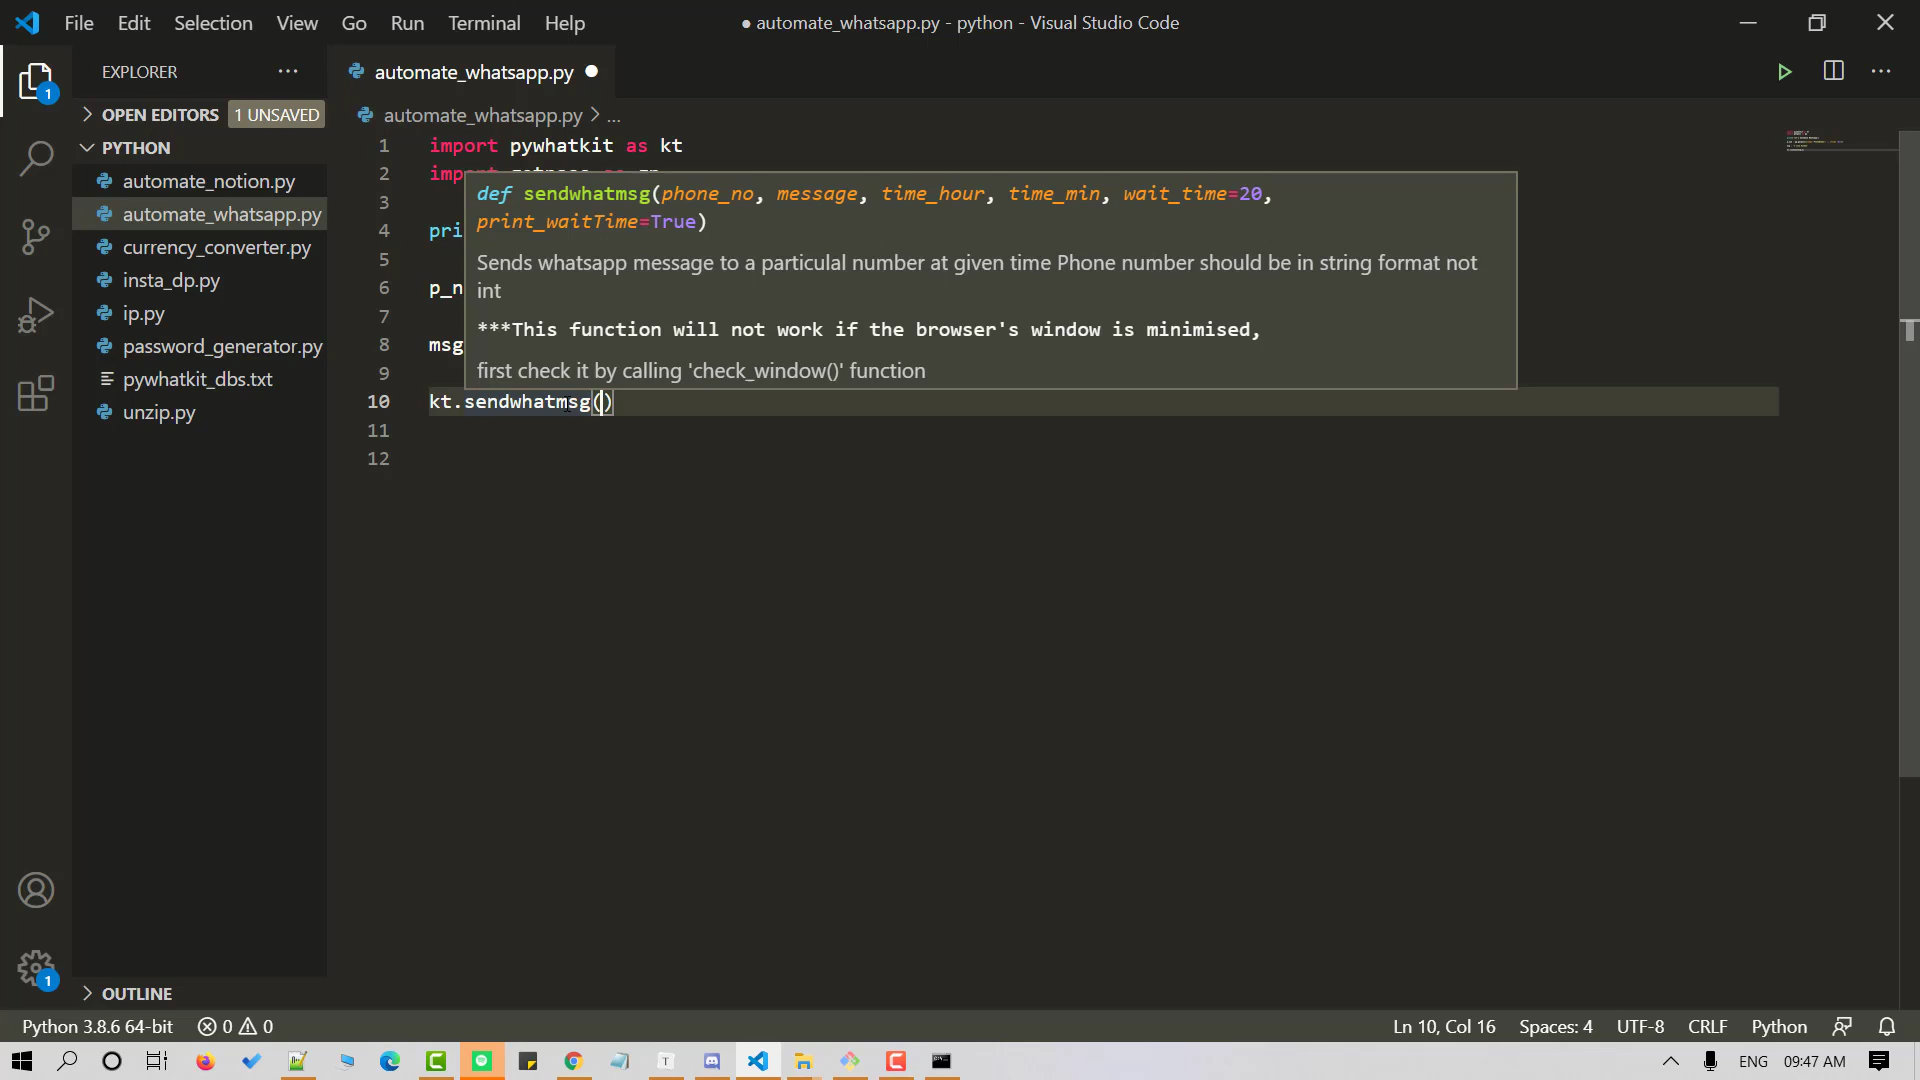 File Edit Selection View Go Run Terminal Help
● automate_whatsapp.py - python - Visual Studio Code
EXPLORER
OPEN EDITORS 1 UNSAVED
PYTHON
automate_notion.py
automate_whatsapp.py
currency_converter.py
insta_dp.py
ip.py
password_generator.py
pywhatkit_dbs.txt
unzip.py
OUTLINE
1
1
automate_whatsapp.py ●
automate_whatsapp.py > ...
1 import pywhatkit as kt
2 imp
3
4 pri
5
6 p_n
7
8 msg
9
10 kt.sendwhatmsg()
11
12
def sendwhatmsg(phone_no, message, time_hour, time_min, wait_time=20,
print_waitTime=True)
Sends whatsapp message to a particulal number at given time Phone number should be in string format not
int
***This function will not work if the browser's window is minimised,
first check it by calling 'check_window()' function
Python 3.8.6 64-bit 0 0 Ln 10, Col 16 Spaces: 4 UTF-8 CRLF Python
ENG 09:47 AM